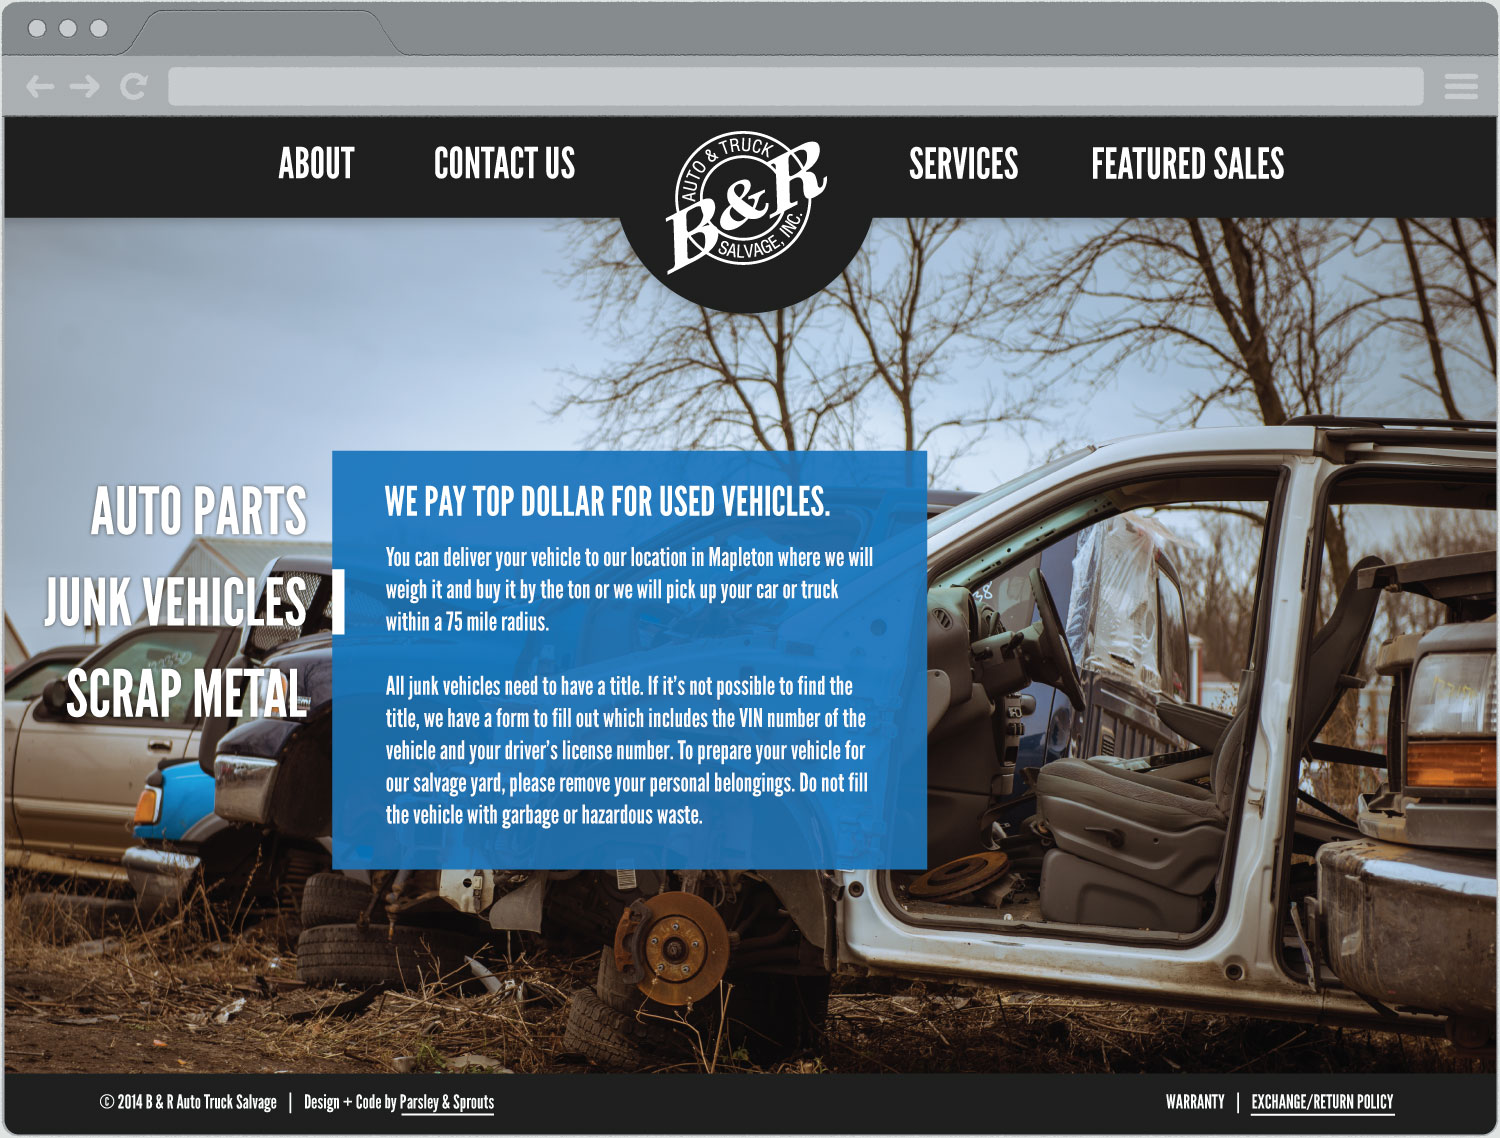 ABOUT
CONTACT US
AUTO & TRUCK
B&R
SALVAGE, INC.
SERVICES
FEATURED SALES
AUTO PARTS
JUNK VEHICLES
SCRAP METAL
WE PAY TOP DOLLAR FOR USED VEHICLES.
You can deliver your vehicle to our location in Mapleton where we will
weigh it and buy it by the ton or we will pick up your car or truck
within a 75 mile radius.
All junk vehicles need to have a title. If it's not possible to find the
title, we have a form to fill out which includes the VIN number of the
vehicle and your driver's license number. To prepare your vehicle for
our salvage yard, please remove your personal belongings. Do not fill
the vehicle with garbage or hazardous waste.
© 2014 B & R Auto Truck Salvage | Design + Code by Parsley & Sprouts
WARRANTY | EXCHANGE/RETURN POLICY